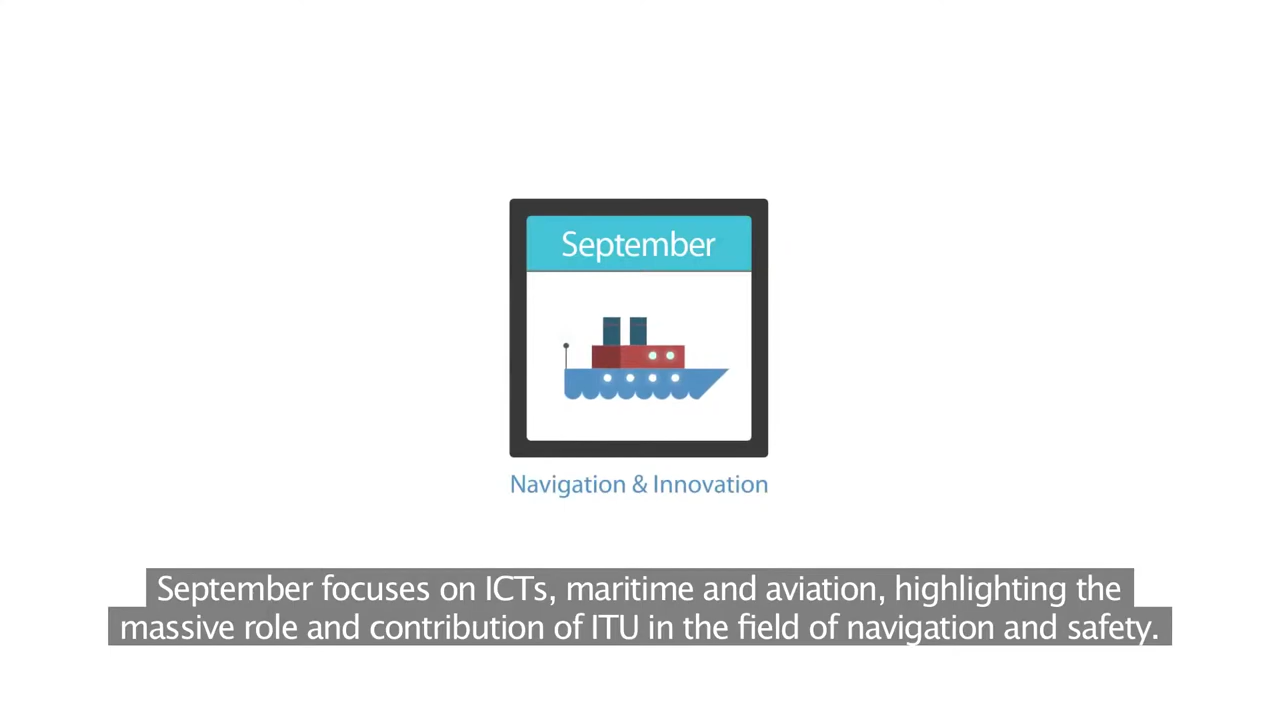 September
Navigation & Innovation
September focuses on ICTs, maritime and aviation, highlighting the
massive role and contribution of ITU in the field of navigation and safety.